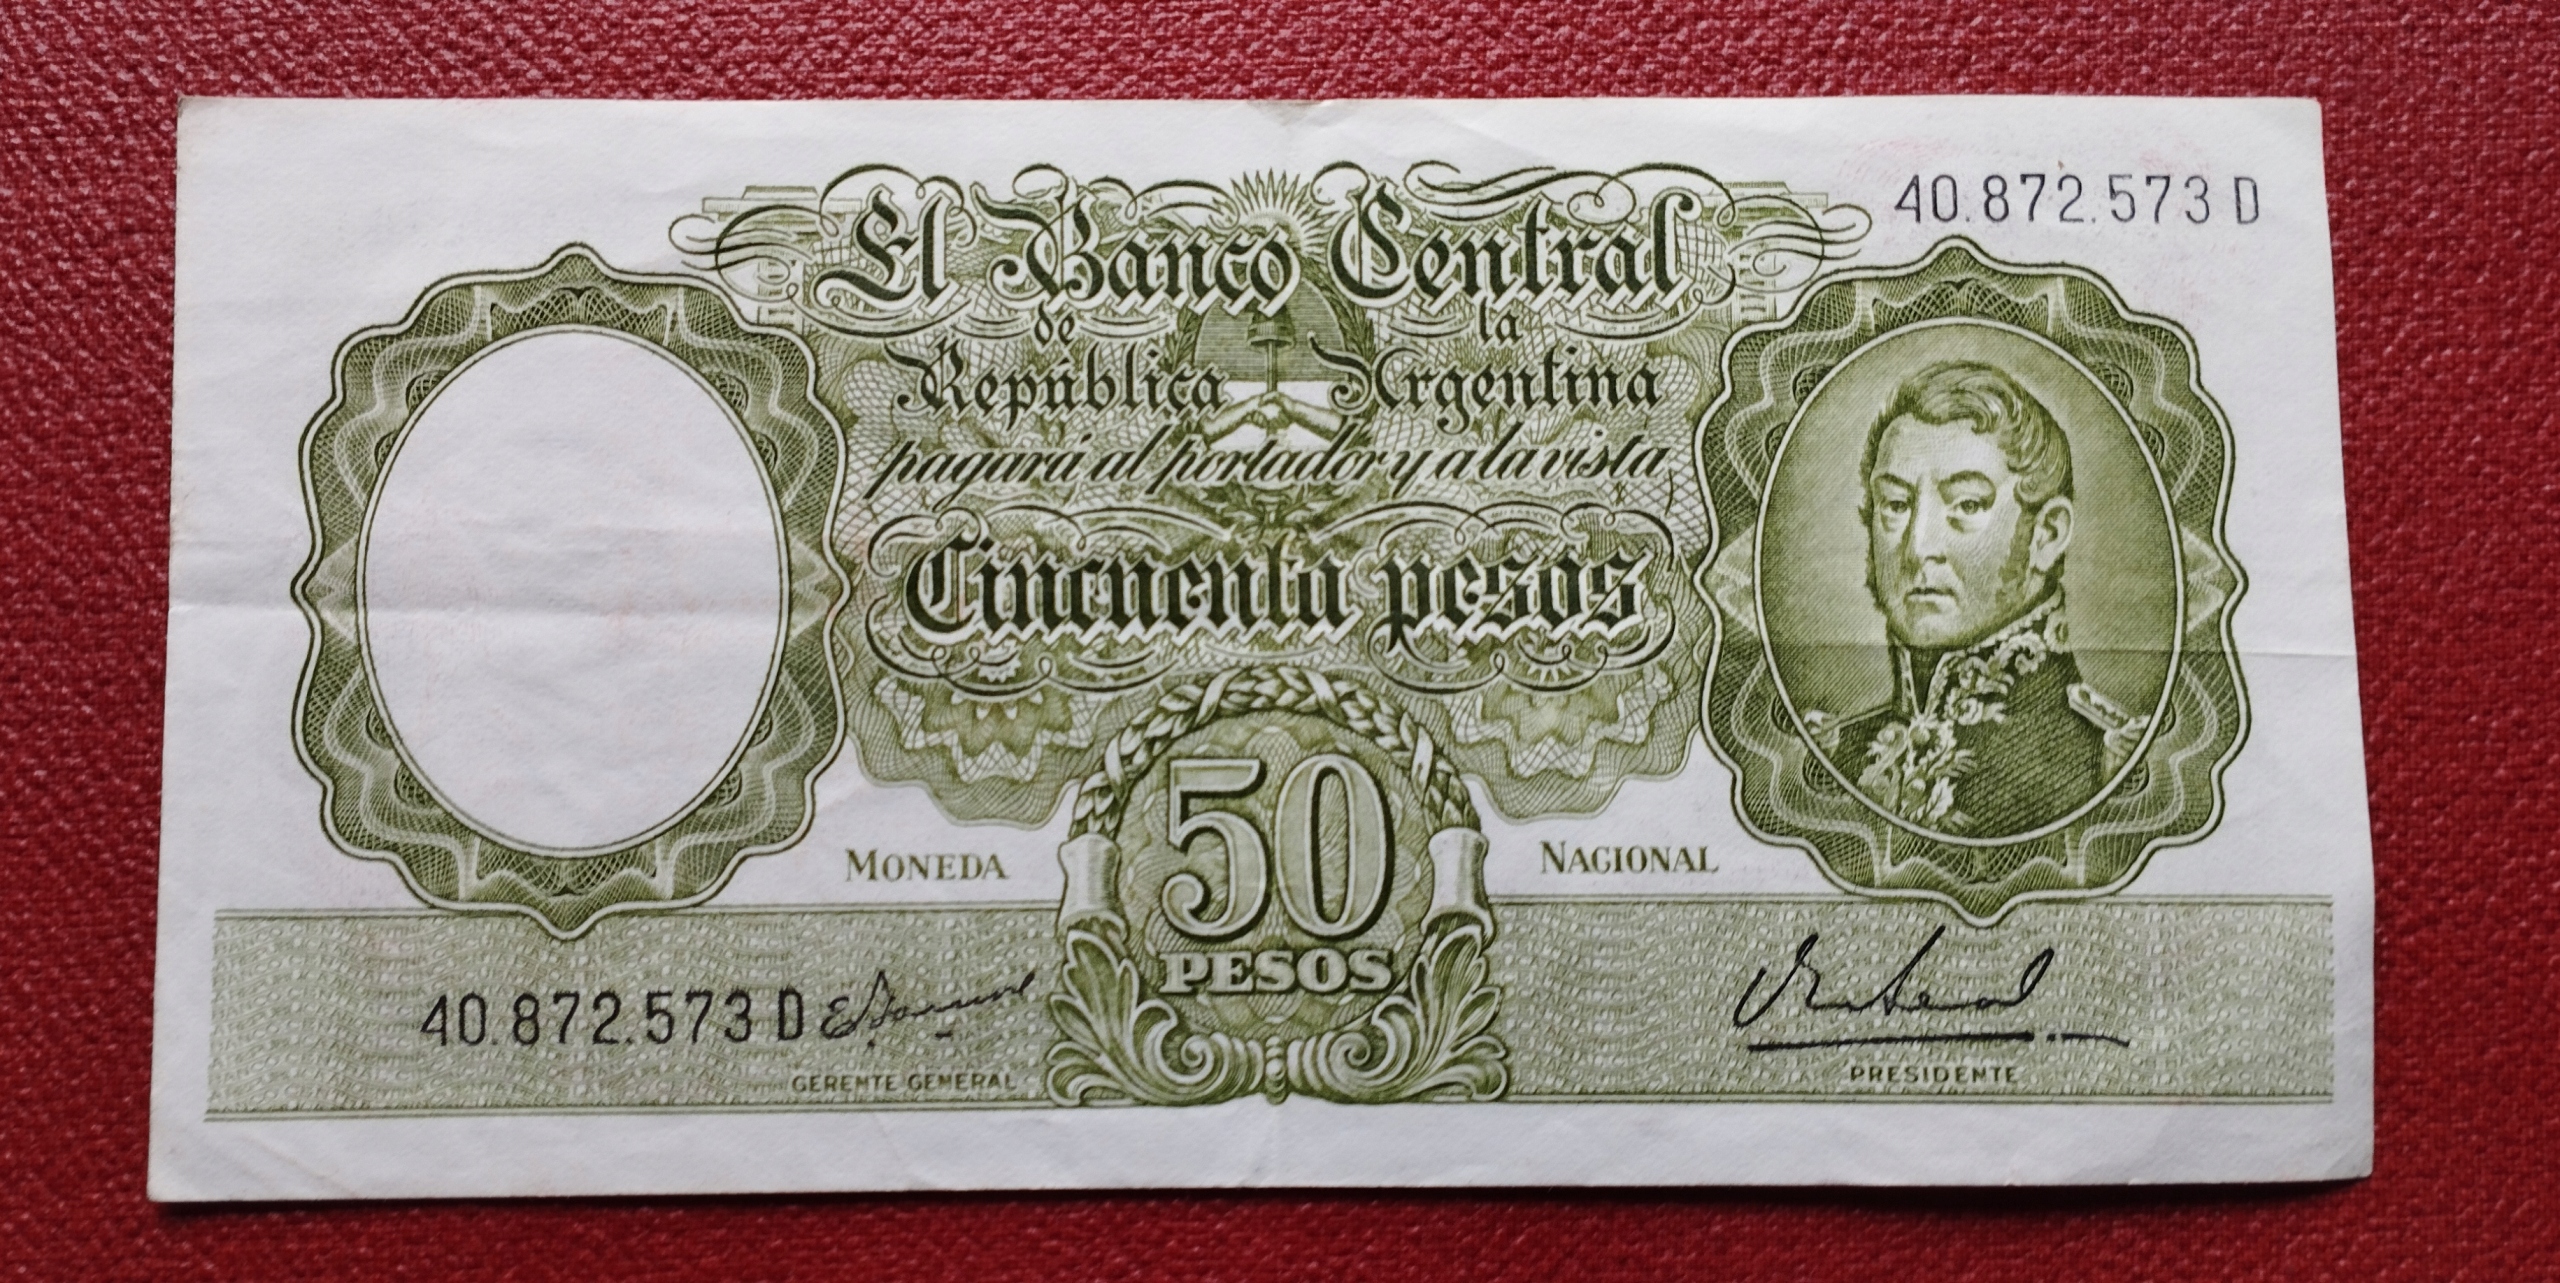 40.872.573 D
El Banco Central
de la
República Argentina
pagará al portador y a la vista
Cincuenta pesos
MONEDA NACIONAL
50
PESOS
40.872.573 D
GERENTE GENERAL
PRESIDENTE